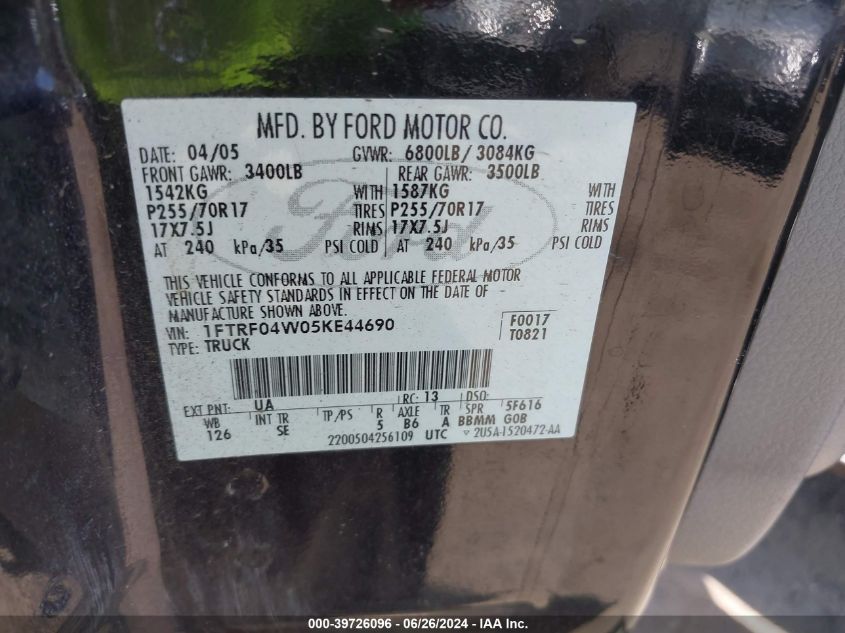 MFD. BY FORD MOTOR CO.
DATE: 04/05 GVWR: 6800LB/ 3084KG
FRONT GAWR: 3400LB REAR GAWR: 3500LB
1542KG WITH 1587KG WITH
P255/70R17 TIRES P255/70R17 TIRES
17X7.5J RIMS 17X7.5J RIMS
AT 240 kPa/35 PSI COLD AT 240 kPa/35 PSI COLD
Ford
THIS VEHICLE CONFORMS TO ALL APPLICABLE FEDERAL MOTOR
VEHICLE SAFETY STANDARDS IN EFFECT ON THE DATE OF
MANUFACTURE SHOWN ABOVE.
VIN: 1FTRF04W05KE44690 F0017
TYPE: TRUCK T0821
EXT PNT: UA RC: 13 DSO:
WB INT TR TP/PS R AXLE TR SPR 5F616
126 SE 5 B6 A BBMM G0B
2200504256109 UTC 2U5A-1520472-AA
000-39726096 - 06/26/2024 - IAA Inc.